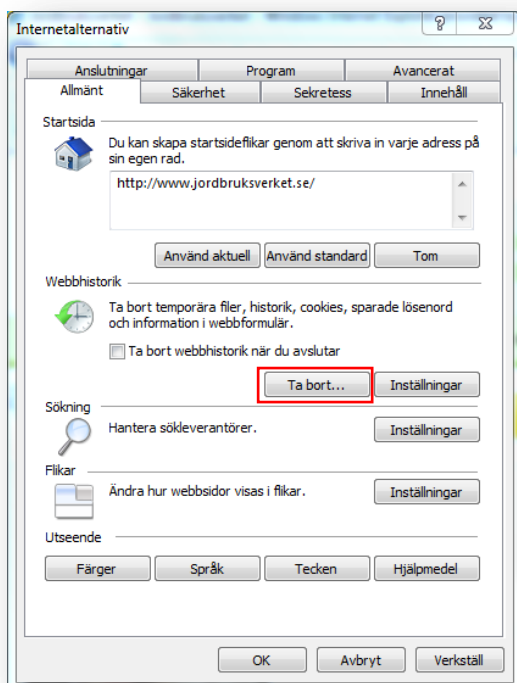 Internetalternativ
Anslutningar Program Avancerat
Allmänt Säkerhet Sekretess Innehåll
Startsida
Du kan skapa startsideflikar genom att skriva in varje adress på
sin egen rad.
http://www.jordbruksverket.se/
Använd aktuell Använd standard Tom
Webbhistorik
Ta bort temporära filer, historik, cookies, sparade lösenord
och information i webbformulär.
Ta bort webbhistorik när du avslutar
Ta bort... Inställningar
Sökning
Hantera sökleverantörer. Inställningar
Flikar
Ändra hur webbsidor visas i flikar. Inställningar
Utseende
Färger Språk Tecken Hjälpmedel
OK Avbryt Verkställ